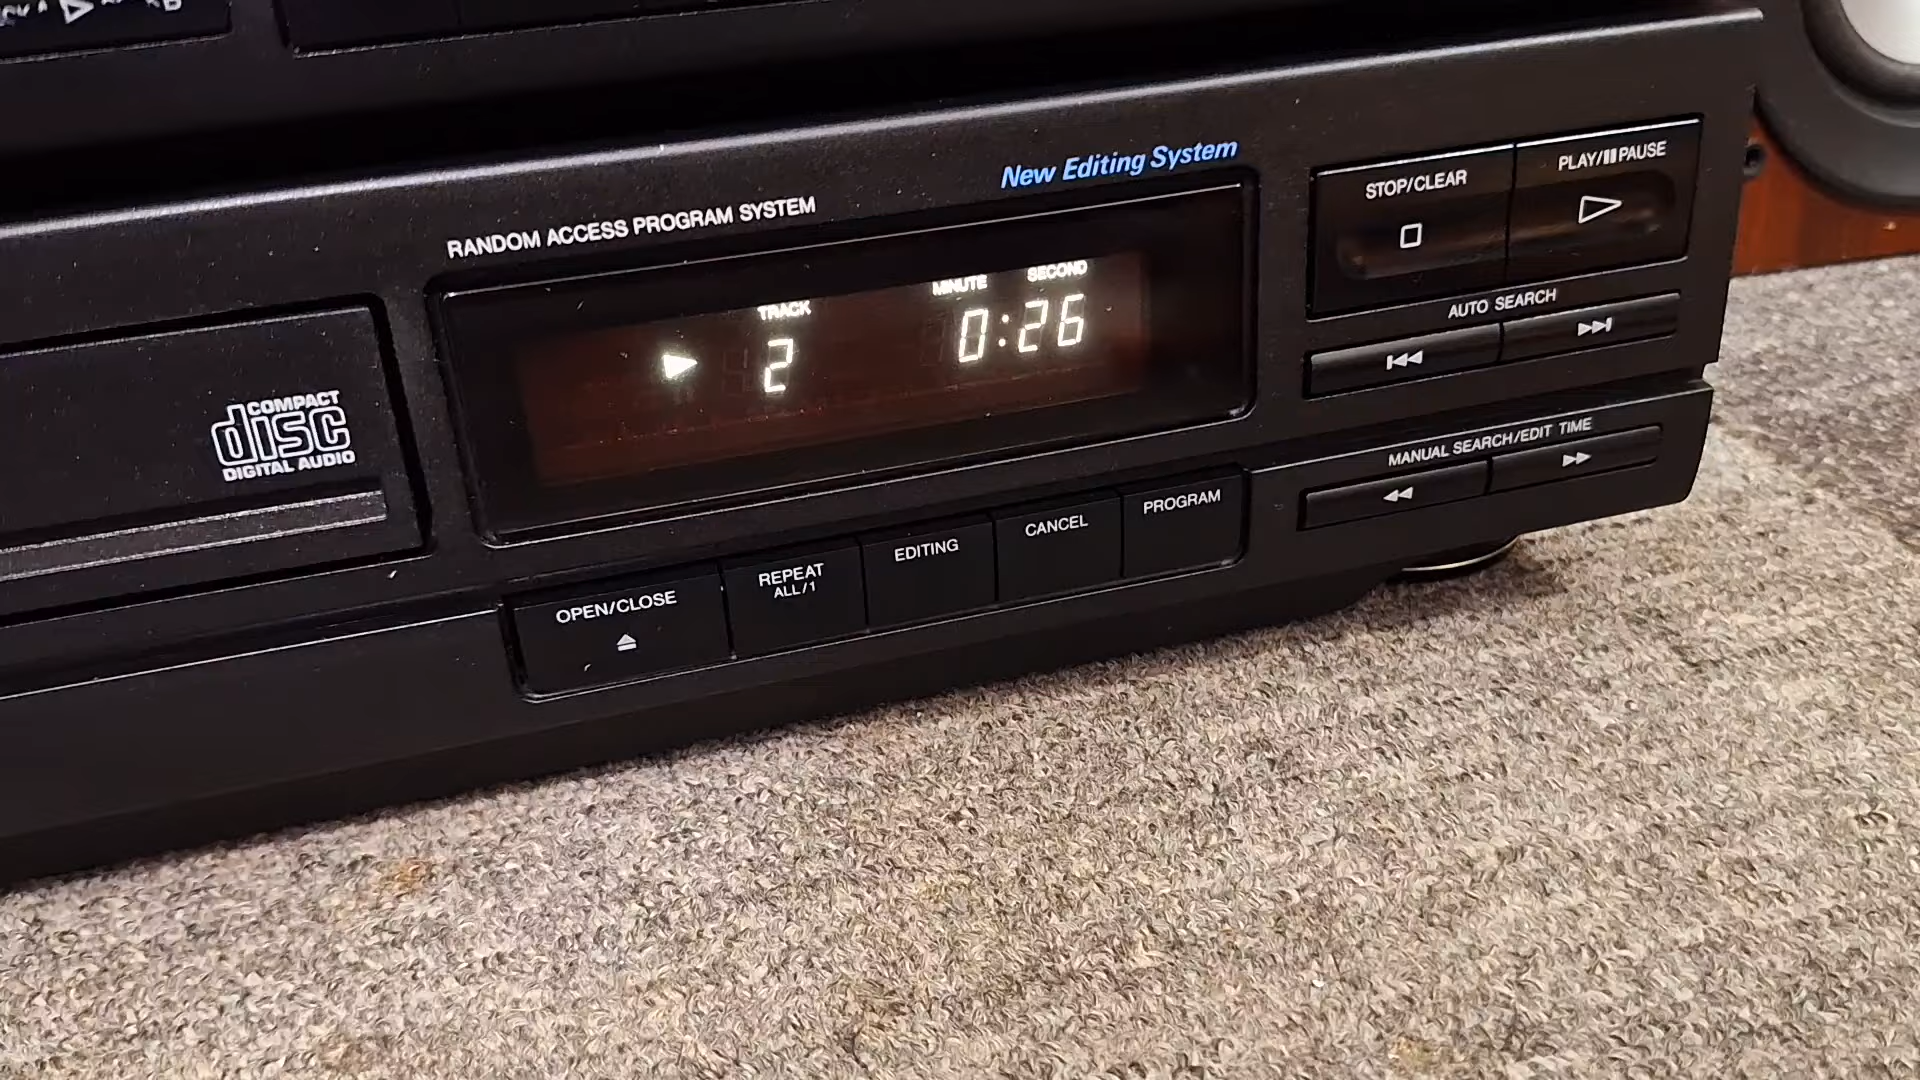 New Editing System
RANDOM ACCESS PROGRAM SYSTEM
STOP/CLEAR
PLAY/PAUSE
TRACK
MINUTE
SECOND
2
0:26
AUTO SEARCH
COMPACT
disc
DIGITAL AUDIO
MANUAL SEARCH/EDIT TIME
OPEN/CLOSE
REPEAT
ALL/1
EDITING
CANCEL
PROGRAM